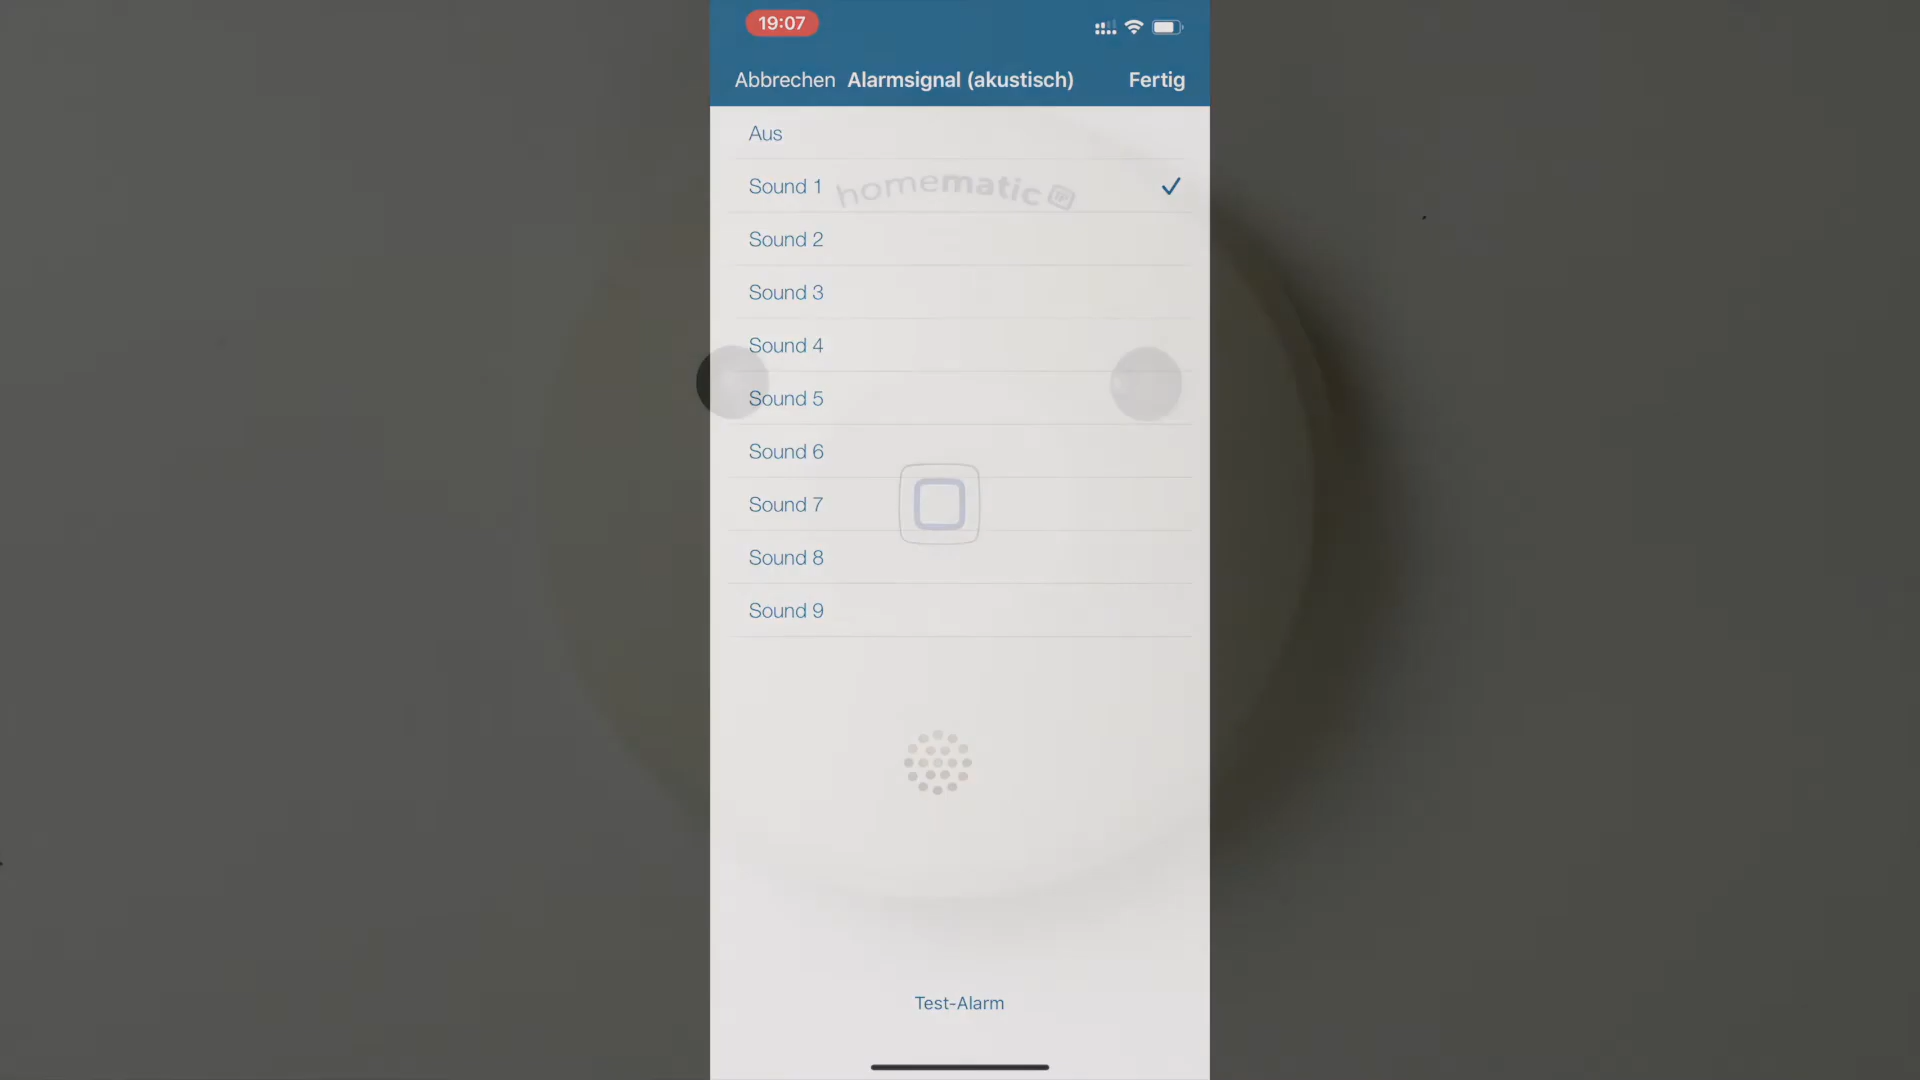 19:07
Abbrechen Alarmsignal (akustisch) Fertig
Aus
Sound 1
homematic IP
Sound 2
Sound 3
Sound 4
Sound 5
Sound 6
Sound 7
Sound 8
Sound 9
Test-Alarm